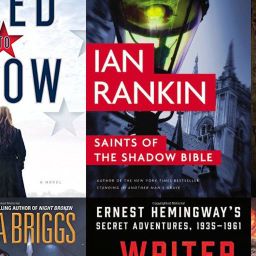 ED
TO
OW
A NOVEL
IAN
RANKIN
SAINTS OF
THE SHADOW BIBLE
AUTHOR OF THE NEW YORK TIMES BESTSELLER
STANDING IN ANOTHER MAN'S GRAVE
LLING AUTHOR OF NIGHT BROKEN
A BRIGGS
ERNEST HEMINGWAY'S
SECRET ADVENTURES, 1935–1961
WRITER